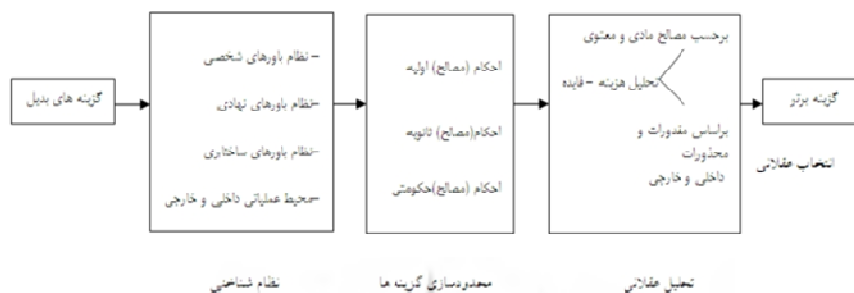 گزینه های بدیل
– نظام باورهای شخصی
–نظام باورهای نهادی
–نظام باورهای ساختاری
–محیط عملیاتی داخلی و خارجی
نظام شناختی
احکام (مصالح) اولیه
احکام(مصالح) ثانویه
احکام (مصالح)حکومتی
محدودسازی گزینه ها
برحسب مصالح مادی و معنوی
تحلیل هزینه –فایده
براساس مقدورات و
محذورات
داخلی و خارجی
تحلیل عقلانی
گزینه برتر
انتخاب عقلانی